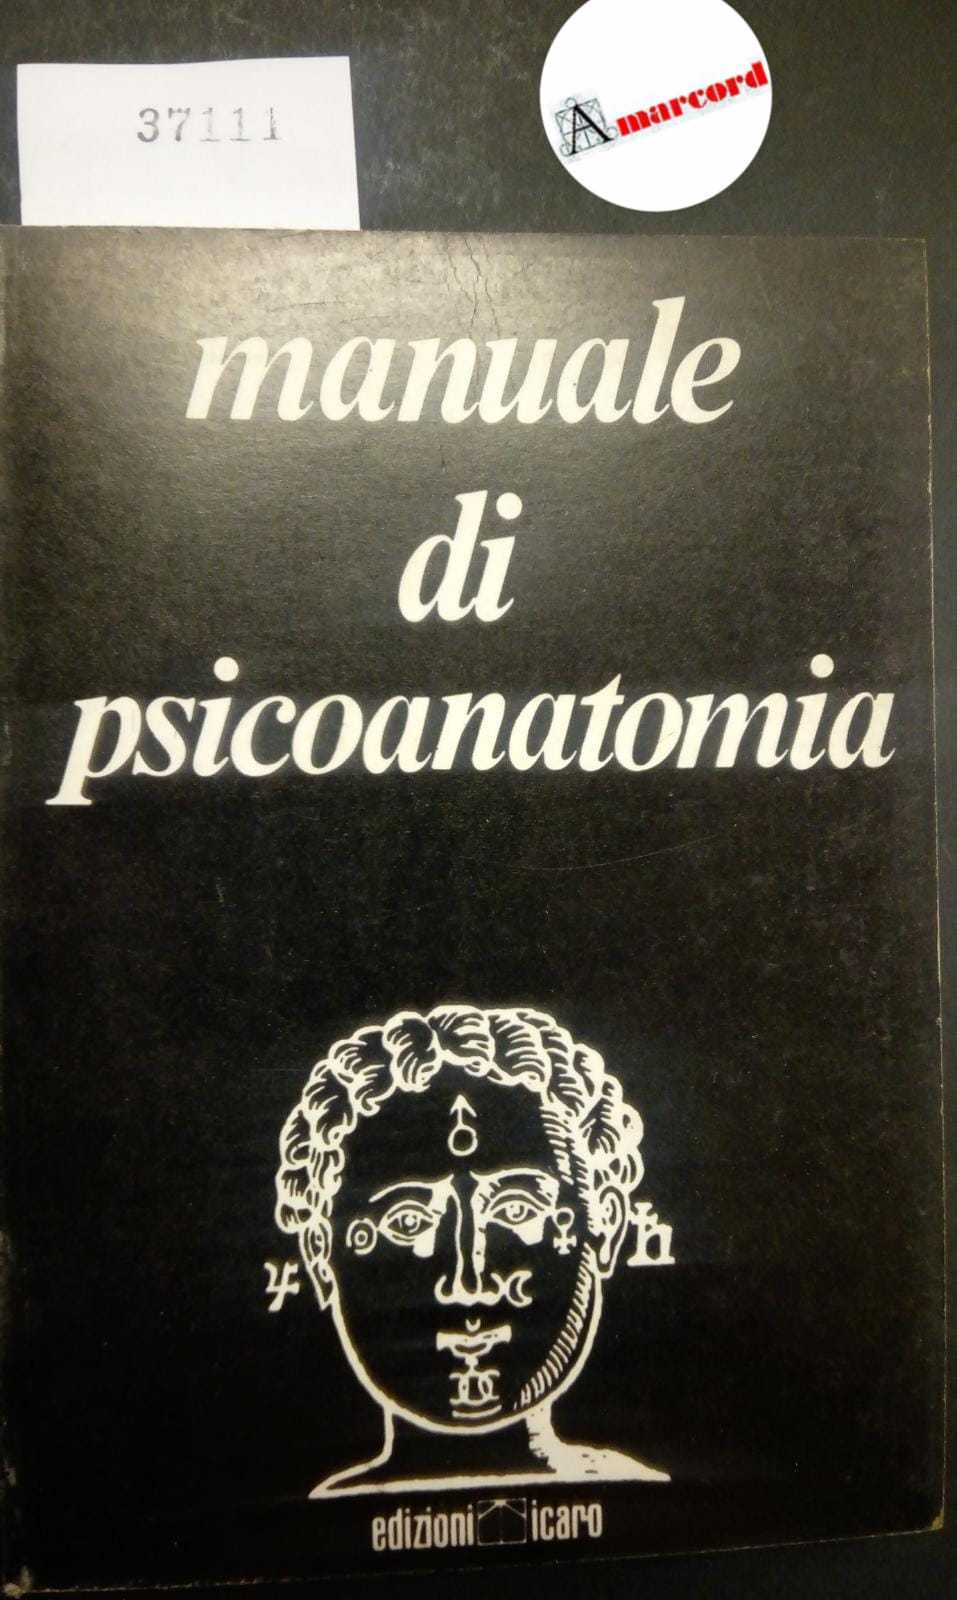 37111
Amarcord
manuale
di
psicoanatomia
edizioni icaro